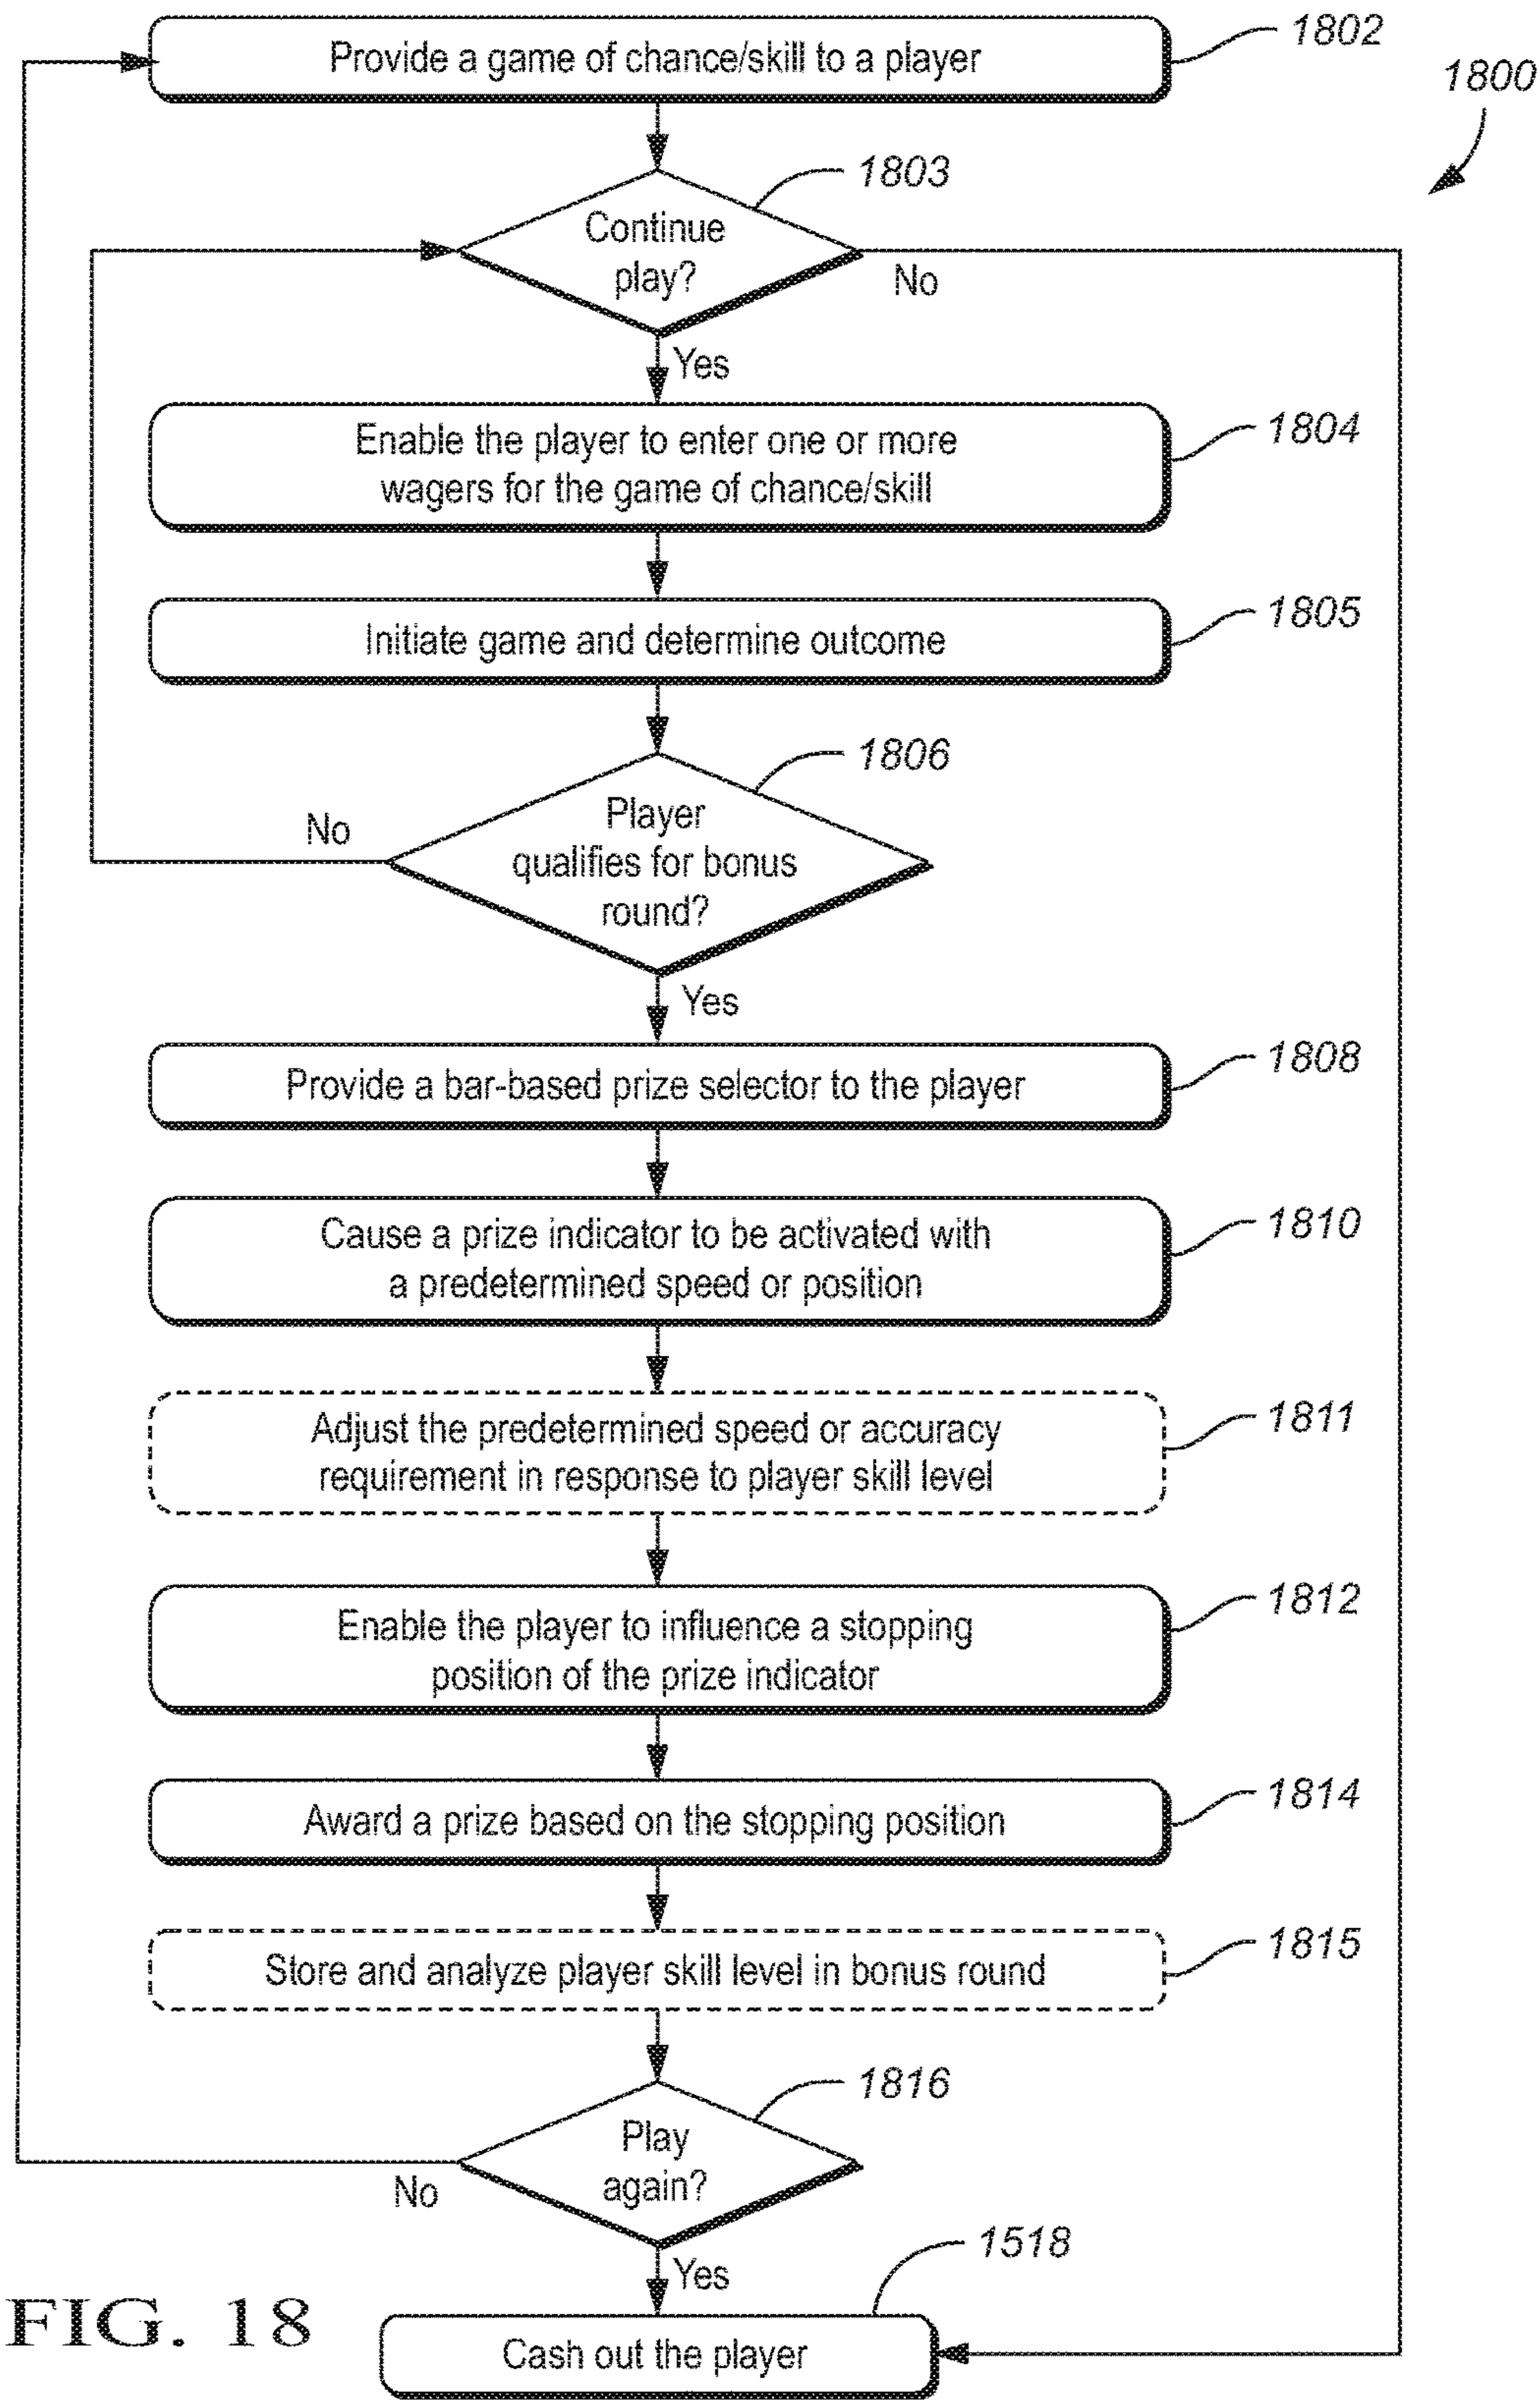 Provide a game of chance/skill to a player
1802
1800
1803
Continue
play?
No
Yes
Enable the player to enter one or more
wagers for the game of chance/skill
1804
Initiate game and determine outcome
1805
1806
Player
qualifies for bonus
round?
No
Yes
Provide a bar-based prize selector to the player
1808
Cause a prize indicator to be activated with
a predetermined speed or position
1810
Adjust the predetermined speed or accuracy
requirement in response to player skill level
1811
Enable the player to influence a stopping
position of the prize indicator
1812
Award a prize based on the stopping position
1814
Store and analyze player skill level in bonus round
1815
1816
Play
again?
No
Yes
1518
Cash out the player
FIG. 18